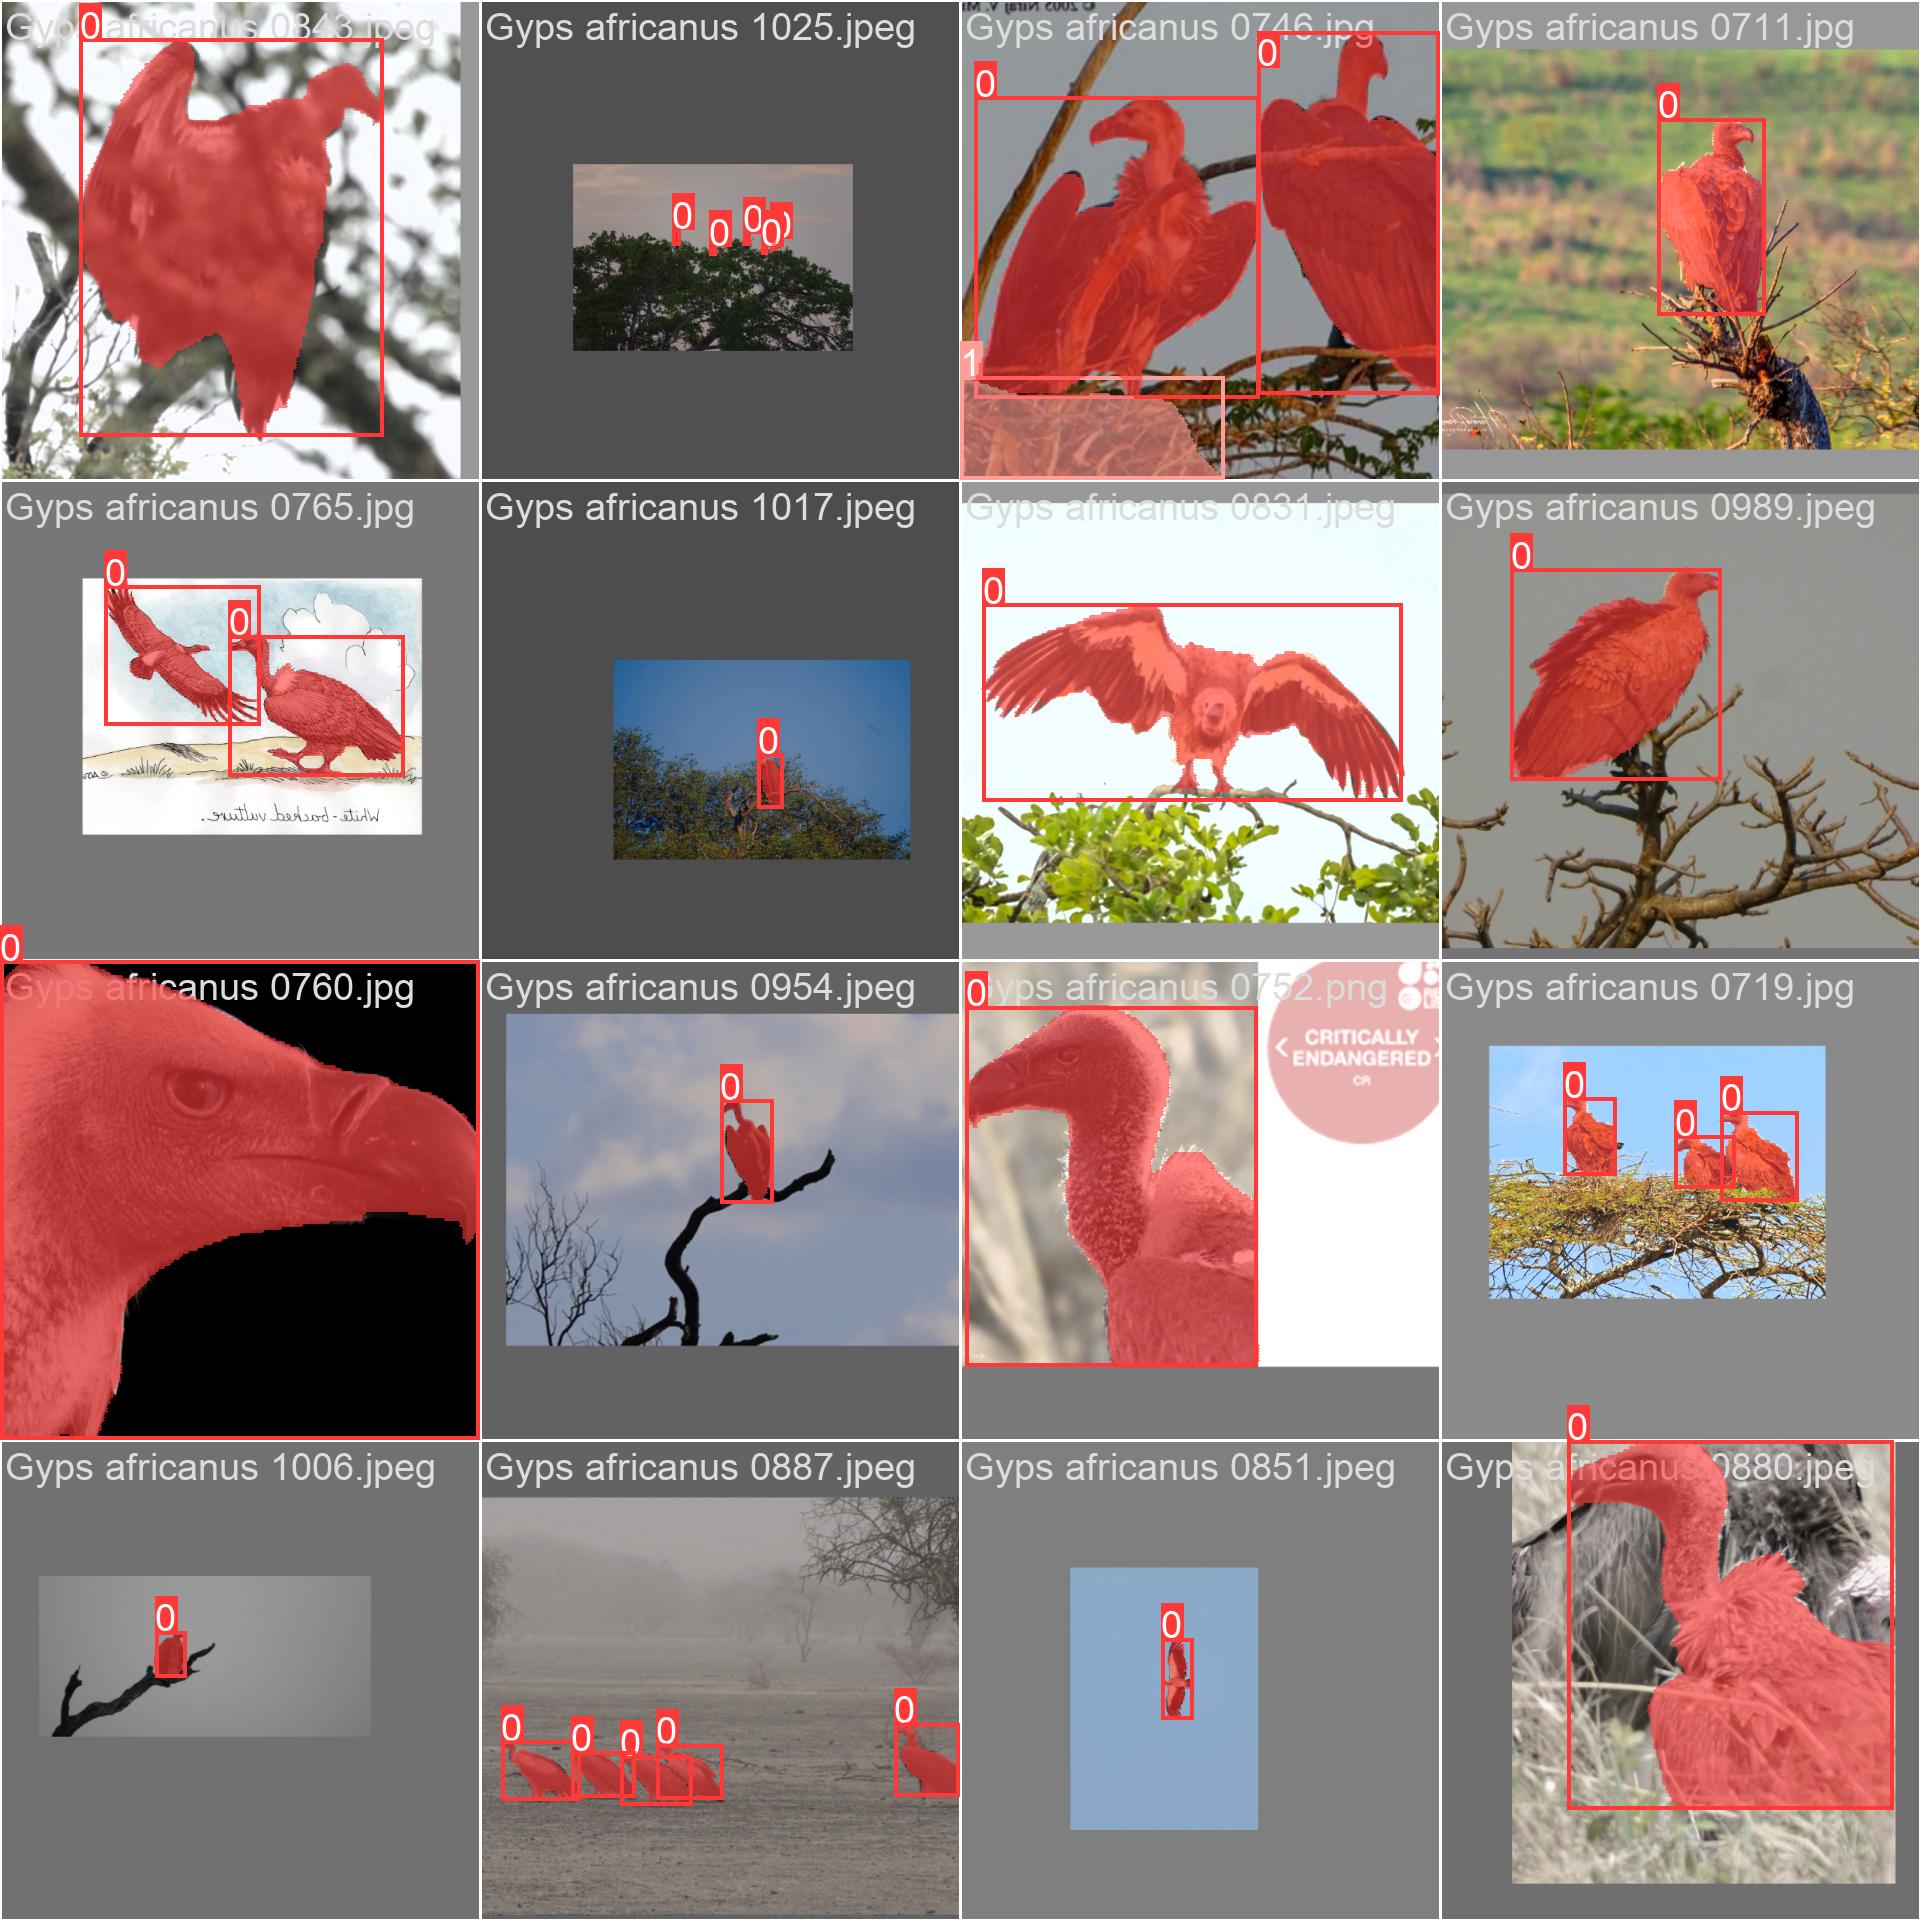 Gyps africanus 0843.jpeg
Gyps africanus 1025.jpeg
Gyps africanus 0746.jpg
Gyps africanus 0711.jpg
0
0
0
0
0
0
0
0
1
0
Gyps africanus 0765.jpg
Gyps africanus 1017.jpeg
Gyps africanus 0831.jpeg
Gyps africanus 0989.jpeg
0
0
0
0
0
White-backed vulture.
Gyps africanus 0760.jpg
Gyps africanus 0954.jpeg
Gyps africanus 0752.png
Gyps africanus 0719.jpg
0
0
0
CRITICALLY
ENDANGERED
CR
0
0
0
Gyps africanus 1006.jpeg
Gyps africanus 0887.jpeg
Gyps africanus 0851.jpeg
Gyps africanus 0880.jpeg
0
0
0
0
0
0
0
0